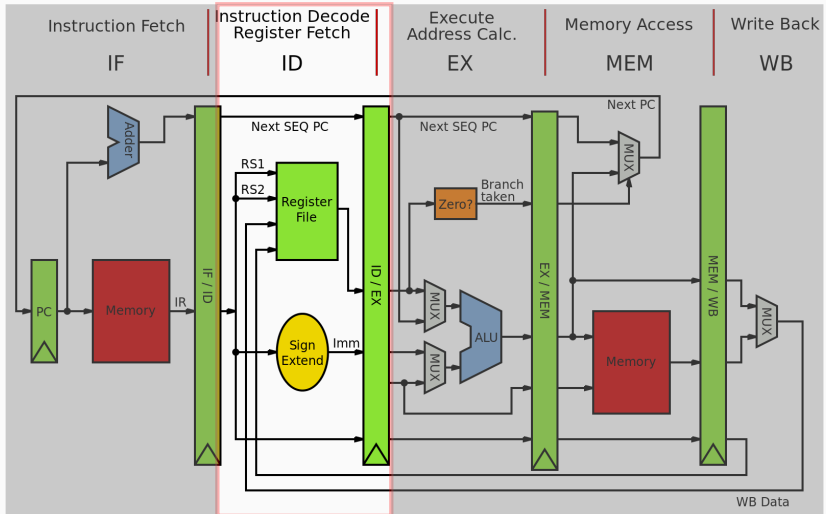 Instruction Fetch
IF
Instruction Decode
Register Fetch
ID
Execute
Address Calc.
EX
Memory Access
MEM
Write Back
WB
Next PC
Adder
Next SEQ PC
Next SEQ PC
MUX
RS1
RS2
Register
File
Branch
taken
Zero?
IF / ID
ID / EX
EX / MEM
MEM / WB
PC
Memory
IR
MUX
ALU
MUX
Sign
Extend
Imm
MUX
Memory
MUX
WB Data